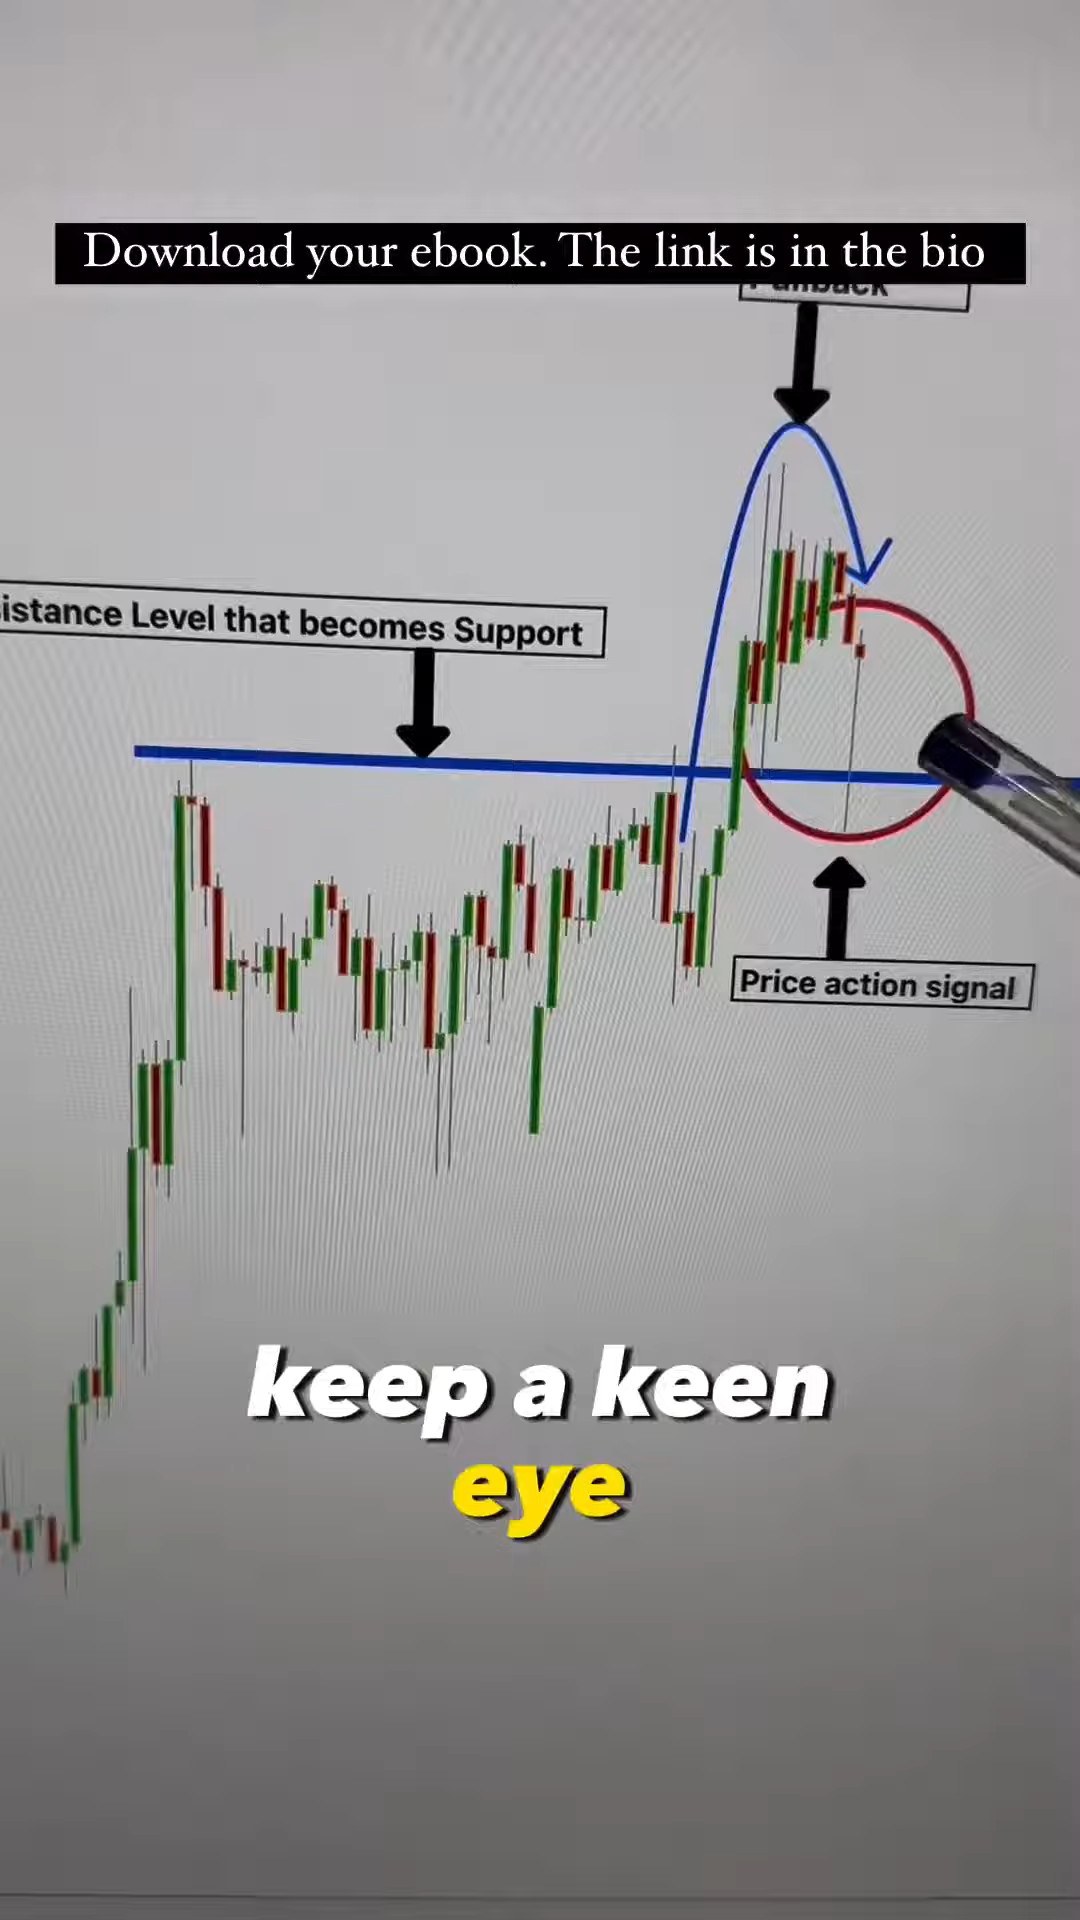 Download your ebook. The link is in the bio
Pullback
istance Level that becomes Support
Price action signal
keep a keen
eye